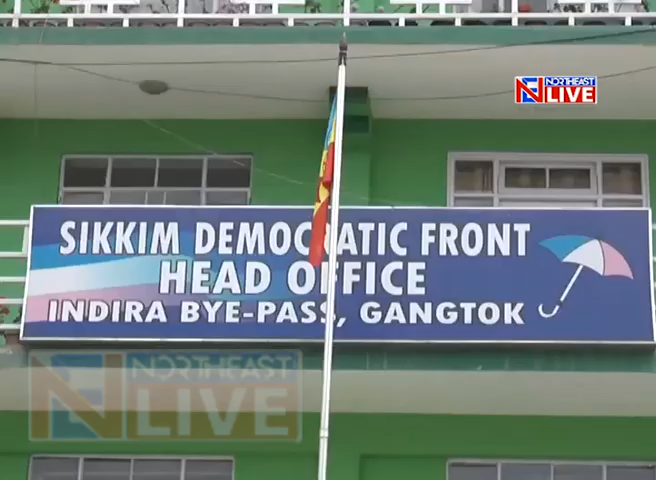 NORTHEAST
LIVE
SIKKIM DEMOCRATIC FRONT
HEAD OFFICE
INDIRA BYE-PASS, GANGTOK
NORTHEAST
LIVE